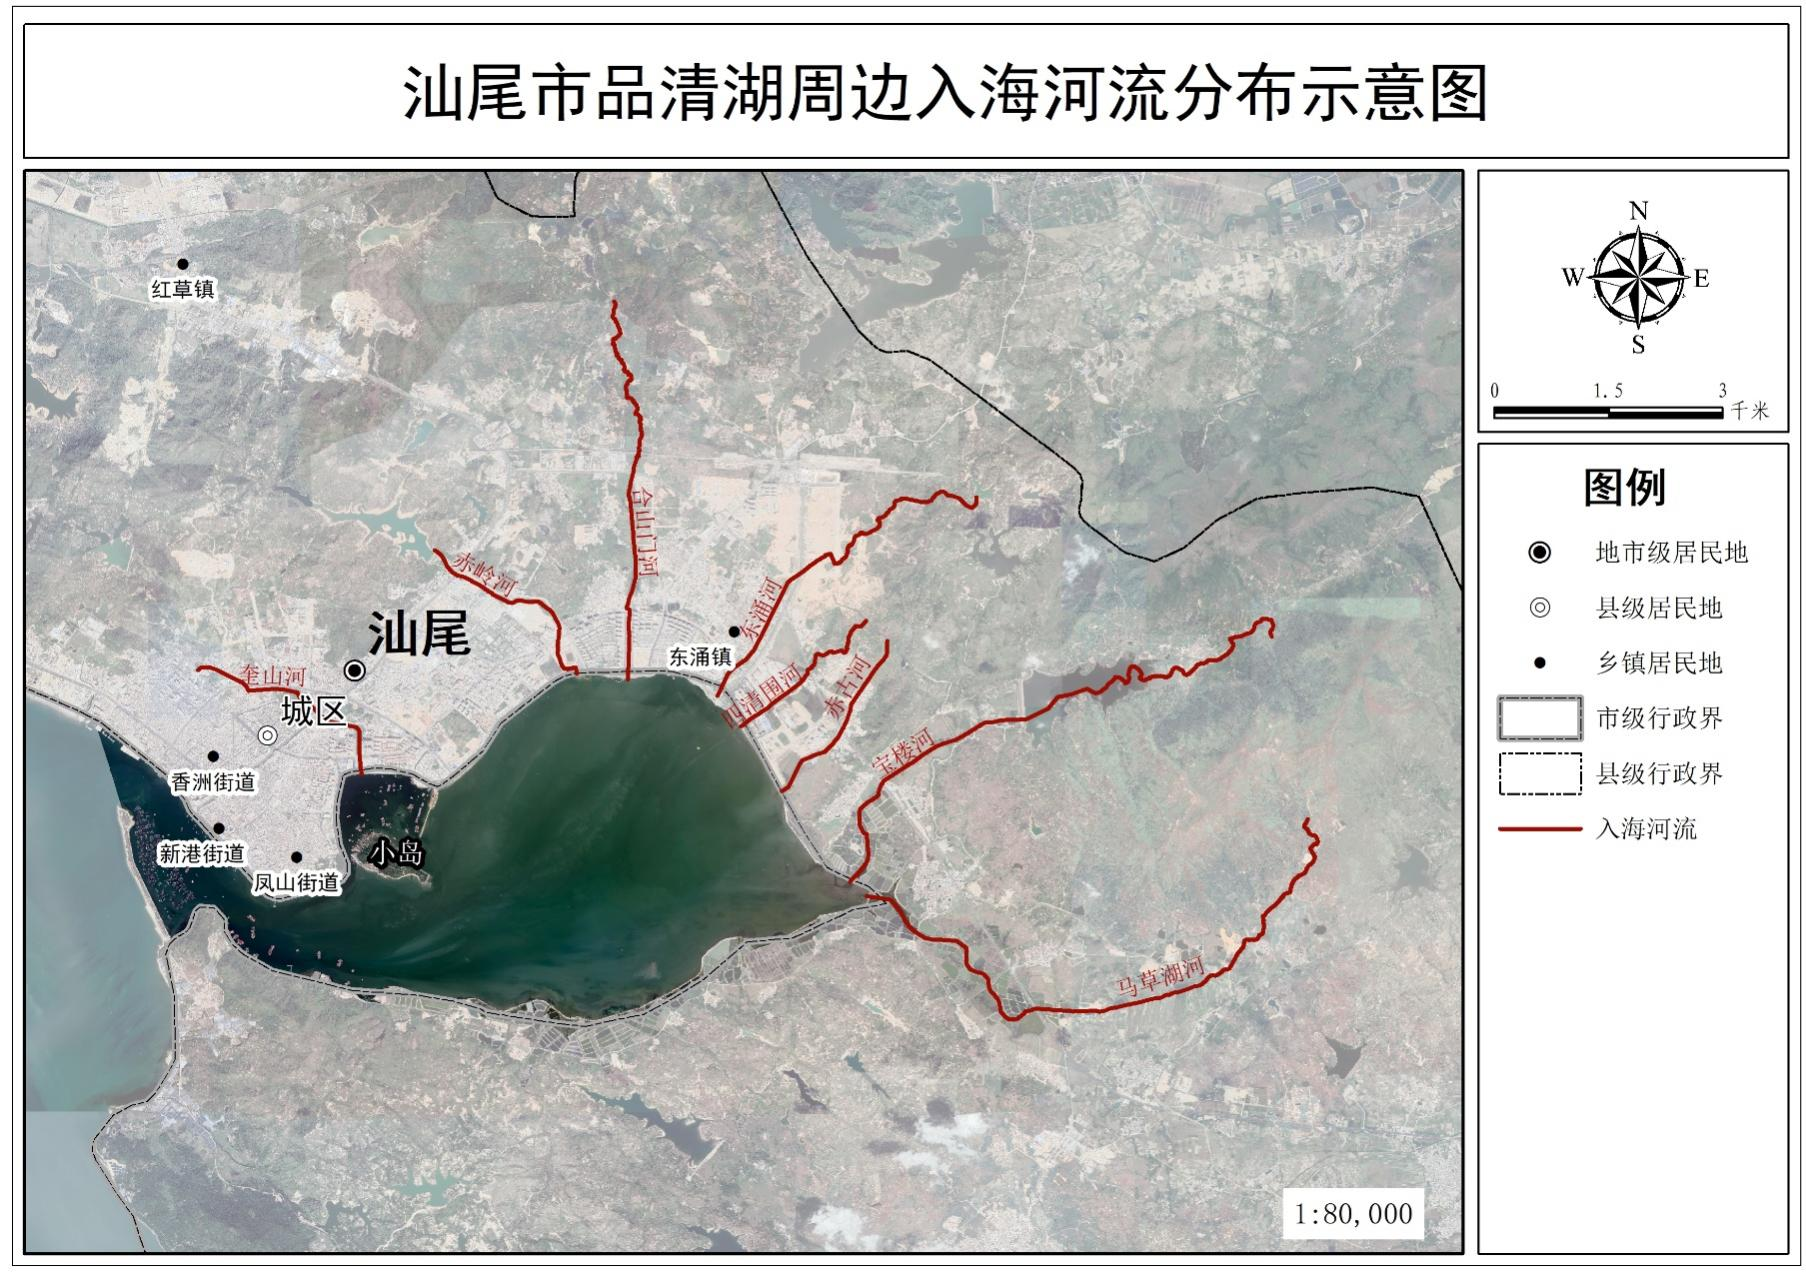 汕尾市品清湖周边入海河流分布示意图
红草镇
赤岭河
合山门河
东涌河
汕尾
东涌镇
奎山河
城区
四清围河
赤古河
宝楼河
香洲街道
新港街道
小岛
凤山街道
马草湖河
1:80,000
N
W
E
S
0 1.5 3
千米
图例
地市级居民地
县级居民地
乡镇居民地
市级行政界
县级行政界
入海河流